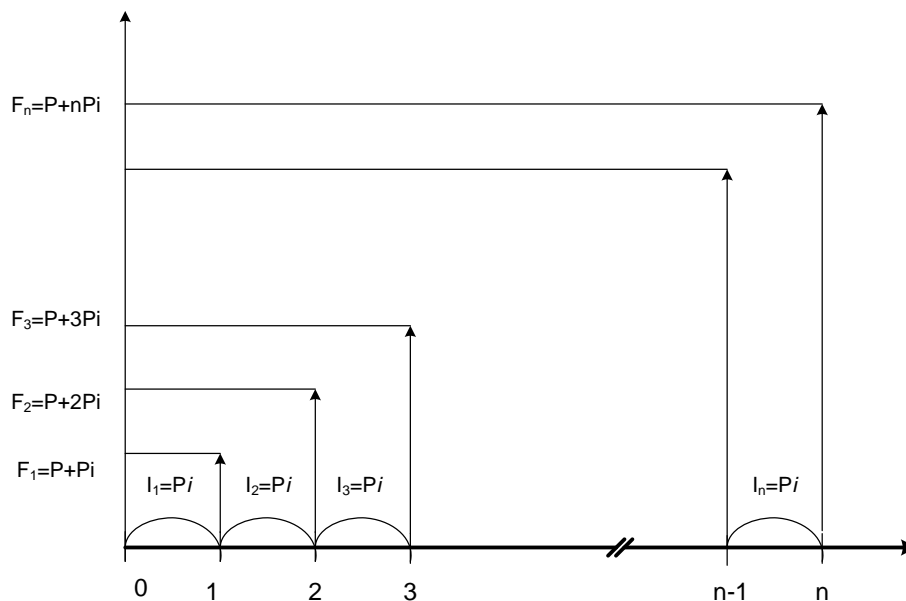 Fₙ=P+nPi
F₃=P+3Pi
F₂=P+2Pi
F₁=P+Pi
I₁=Pi I₂=Pi I₃=Pi Iₙ=Pi
0 1 2 3 n-1 n